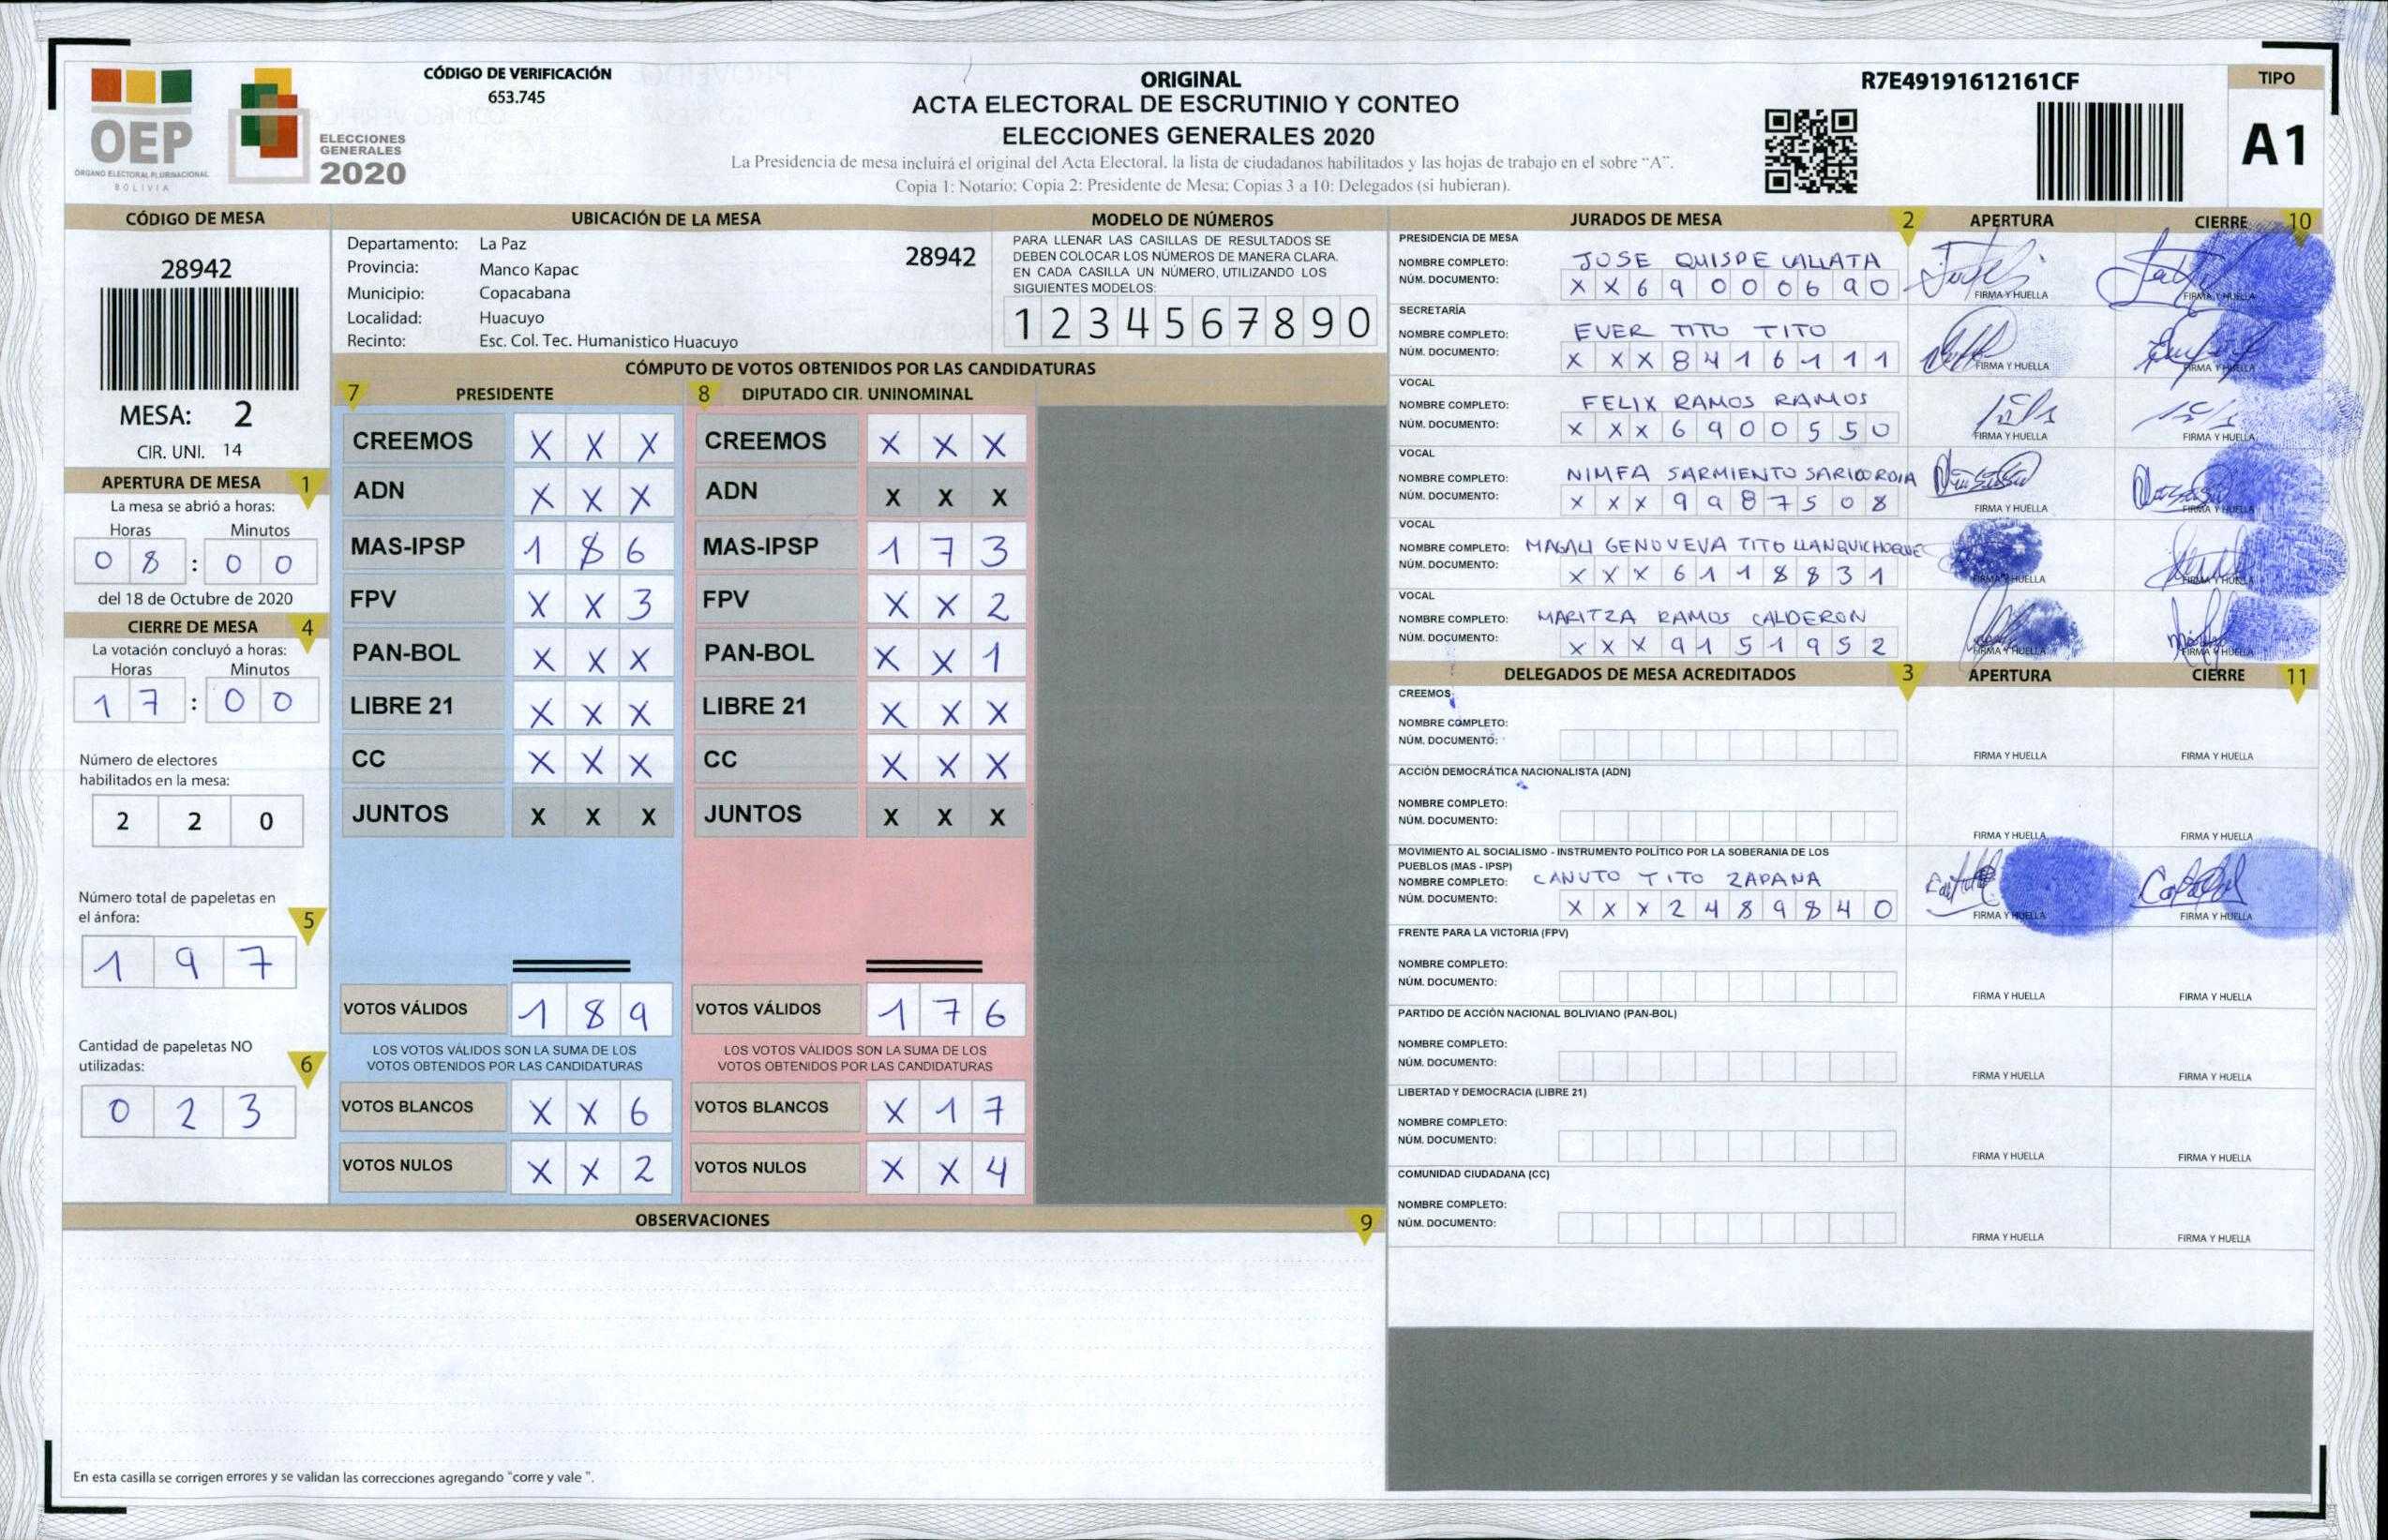 OEP
ÓRGANO ELECTORAL PLURINACIONAL
BOLIVIA
ELECCIONES
GENERALES
2020
CÓDIGO DE VERIFICACIÓN
653.745
ORIGINAL
ACTA ELECTORAL DE ESCRUTINIO Y CONTEO
ELECCIONES GENERALES 2020
La Presidencia de mesa incluirá el original del Acta Electoral, la lista de ciudadanos habilitados y las hojas de trabajo en el sobre “A”.
Copia 1: Notario; Copia 2: Presidente de Mesa; Copias 3 a 10: Delegados (si hubieran).
R7E49191612161CF
TIPO
A1
CÓDIGO DE MESA
28942
MESA: 2
CIR. UNI. 14
APERTURA DE MESA 1
La mesa se abrió a horas:
Horas Minutos
0 8 : 0 0
del 18 de Octubre de 2020
CIERRE DE MESA 4
La votación concluyó a horas:
Horas Minutos
1 7 : 0 0
Número de electores
habilitados en la mesa:
2 2 0
Número total de papeletas en
el ánfora: 5
1 9 7
Cantidad de papeletas NO
utilizadas: 6
0 2 3
UBICACIÓN DE LA MESA
Departamento: La Paz 28942
Provincia: Manco Kapac
Municipio: Copacabana
Localidad: Huacuyo
Recinto: Esc. Col. Tec. Humanistico Huacuyo
MODELO DE NÚMEROS
PARA LLENAR LAS CASILLAS DE RESULTADOS SE
DEBEN COLOCAR LOS NÚMEROS DE MANERA CLARA.
EN CADA CASILLA UN NÚMERO, UTILIZANDO LOS
SIGUIENTES MODELOS:
1 2 3 4 5 6 7 8 9 0
CÓMPUTO DE VOTOS OBTENIDOS POR LAS CANDIDATURAS
7 PRESIDENTE
CREEMOS X X X
ADN X X X
MAS-IPSP 1 8 6
FPV X X 3
PAN-BOL X X X
LIBRE 21 X X X
CC X X X
JUNTOS X X X
VOTOS VÁLIDOS 1 8 9
LOS VOTOS VÁLIDOS SON LA SUMA DE LOS
VOTOS OBTENIDOS POR LAS CANDIDATURAS
VOTOS BLANCOS X X 6
VOTOS NULOS X X 2
8 DIPUTADO CIR. UNINOMINAL
CREEMOS X X X
ADN X X X
MAS-IPSP 1 7 3
FPV X X 2
PAN-BOL X X 1
LIBRE 21 X X X
CC X X X
JUNTOS X X X
VOTOS VÁLIDOS 1 7 6
LOS VOTOS VÁLIDOS SON LA SUMA DE LOS
VOTOS OBTENIDOS POR LAS CANDIDATURAS
VOTOS BLANCOS X 1 7
VOTOS NULOS X X 4
OBSERVACIONES 9
En esta casilla se corrigen errores y se validan las correcciones agregando "corre y vale ".
JURADOS DE MESA 2 APERTURA CIERRE 10
PRESIDENCIA DE MESA
NOMBRE COMPLETO: JOSE QUISPE
NÚM. DOCUMENTO: X X 6 9 0 0 0 6 9 0
FIRMA Y HUELLA FIRMA Y HUELLA
SECRETARÍA
NOMBRE COMPLETO: EVER TITO TITO
NÚM. DOCUMENTO: X X X 8 4 1 6 1 1 1
FIRMA Y HUELLA FIRMA Y HUELLA
VOCAL
NOMBRE COMPLETO: FELIX RAMOS RAMOS
NÚM. DOCUMENTO: X X X 6 9 0 0 5 5 0
FIRMA Y HUELLA FIRMA Y HUELLA
VOCAL
NOMBRE COMPLETO: NIMFA SARMIENTO
NÚM. DOCUMENTO: X X X 9 9 8 7 5 0 8
FIRMA Y HUELLA FIRMA Y HUELLA
VOCAL
NOMBRE COMPLETO: MAGALI GENOVEVA TITO LLANQUICHOQUE
NÚM. DOCUMENTO: X X X 6 1 1 8 8 3 1
FIRMA Y HUELLA FIRMA Y HUELLA
VOCAL
NOMBRE COMPLETO: MARITZA RAMOS CALDERON
NÚM. DOCUMENTO: X X X 9 1 5 1 9 5 2
FIRMA Y HUELLA FIRMA Y HUELLA
DELEGADOS DE MESA ACREDITADOS 3 APERTURA CIERRE 11
CREEMOS
NOMBRE COMPLETO:
NÚM. DOCUMENTO:
FIRMA Y HUELLA FIRMA Y HUELLA
ACCIÓN DEMOCRÁTICA NACIONALISTA (ADN)
NOMBRE COMPLETO:
NÚM. DOCUMENTO:
FIRMA Y HUELLA FIRMA Y HUELLA
MOVIMIENTO AL SOCIALISMO - INSTRUMENTO POLÍTICO POR LA SOBERANIA DE LOS
PUEBLOS (MAS - IPSP)
NOMBRE COMPLETO: CANUTO TITO ZAPANA
NÚM. DOCUMENTO: X X X 2 4 8 9 8 4 0
FIRMA Y HUELLA FIRMA Y HUELLA
FRENTE PARA LA VICTORIA (FPV)
NOMBRE COMPLETO:
NÚM. DOCUMENTO:
FIRMA Y HUELLA FIRMA Y HUELLA
PARTIDO DE ACCIÓN NACIONAL BOLIVIANO (PAN-BOL)
NOMBRE COMPLETO:
NÚM. DOCUMENTO:
FIRMA Y HUELLA FIRMA Y HUELLA
LIBERTAD Y DEMOCRACIA (LIBRE 21)
NOMBRE COMPLETO:
NÚM. DOCUMENTO:
FIRMA Y HUELLA FIRMA Y HUELLA
COMUNIDAD CIUDADANA (CC)
NOMBRE COMPLETO:
NÚM. DOCUMENTO:
FIRMA Y HUELLA FIRMA Y HUELLA